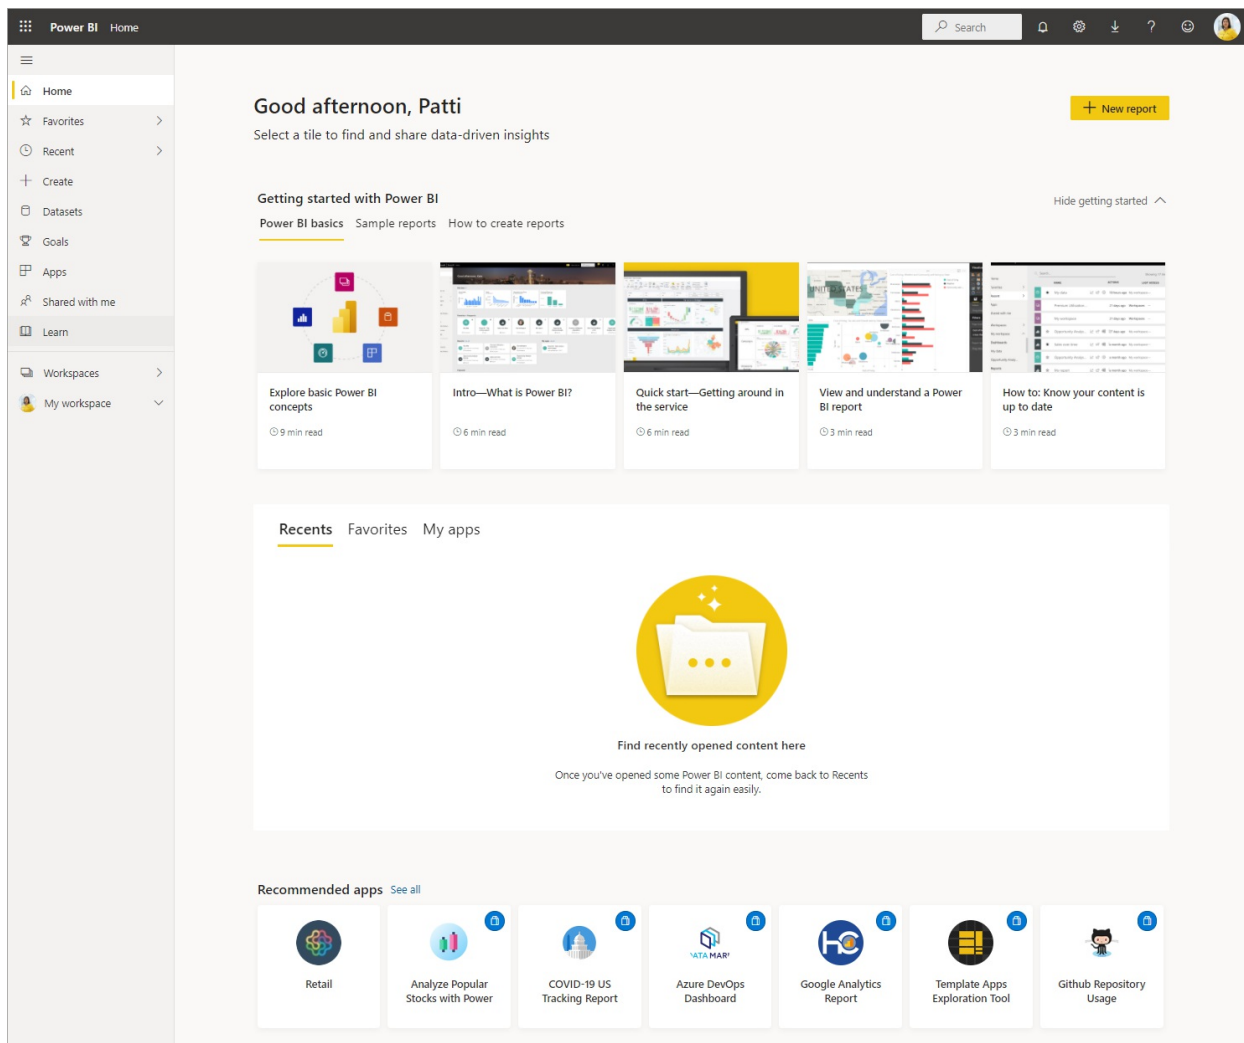 Power BI Home
Search
Home
Favorites
Recent
Create
Datasets
Goals
Apps
Shared with me
Learn
Workspaces
My workspace
Good afternoon, Patti
New report
Select a tile to find and share data-driven insights
Getting started with Power BI
Hide getting started
Power BI basics Sample reports How to create reports
UNITED STATES
Explore basic Power BI
concepts
9 min read
Intro—What is Power BI?
6 min read
Quick start—Getting around in
the service
6 min read
View and understand a Power
BI report
3 min read
How to: Know your content is
up to date
3 min read
Recents Favorites My apps
Find recently opened content here
Once you've opened some Power BI content, come back to Recents
to find it again easily.
Recommended apps See all
Retail
Analyze Popular
Stocks with Power
COVID-19 US
Tracking Report
ATA MAR
Azure DevOps
Dashboard
HC
Google Analytics
Report
Template Apps
Exploration Tool
Github Repository
Usage